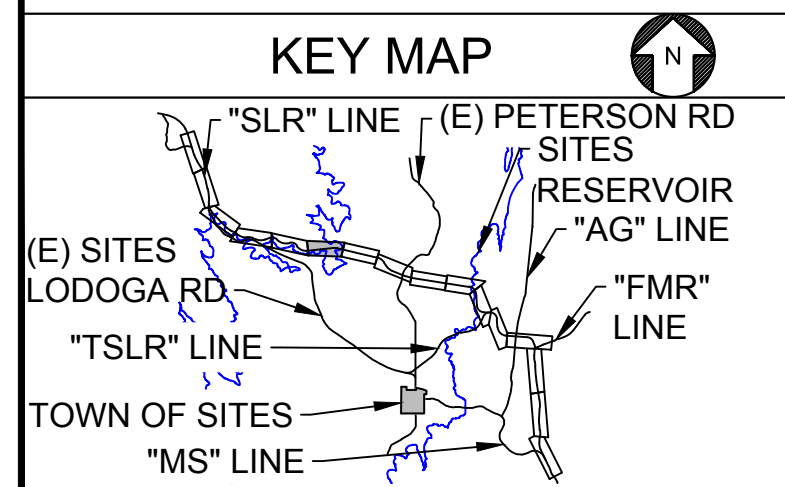 KEY MAP
N
"SLR" LINE
(E) PETERSON RD
SITES
RESERVOIR
"AG" LINE
(E) SITES
LODOGA RD
"FMR"
LINE
"TSLR" LINE
TOWN OF SITES
"MS" LINE